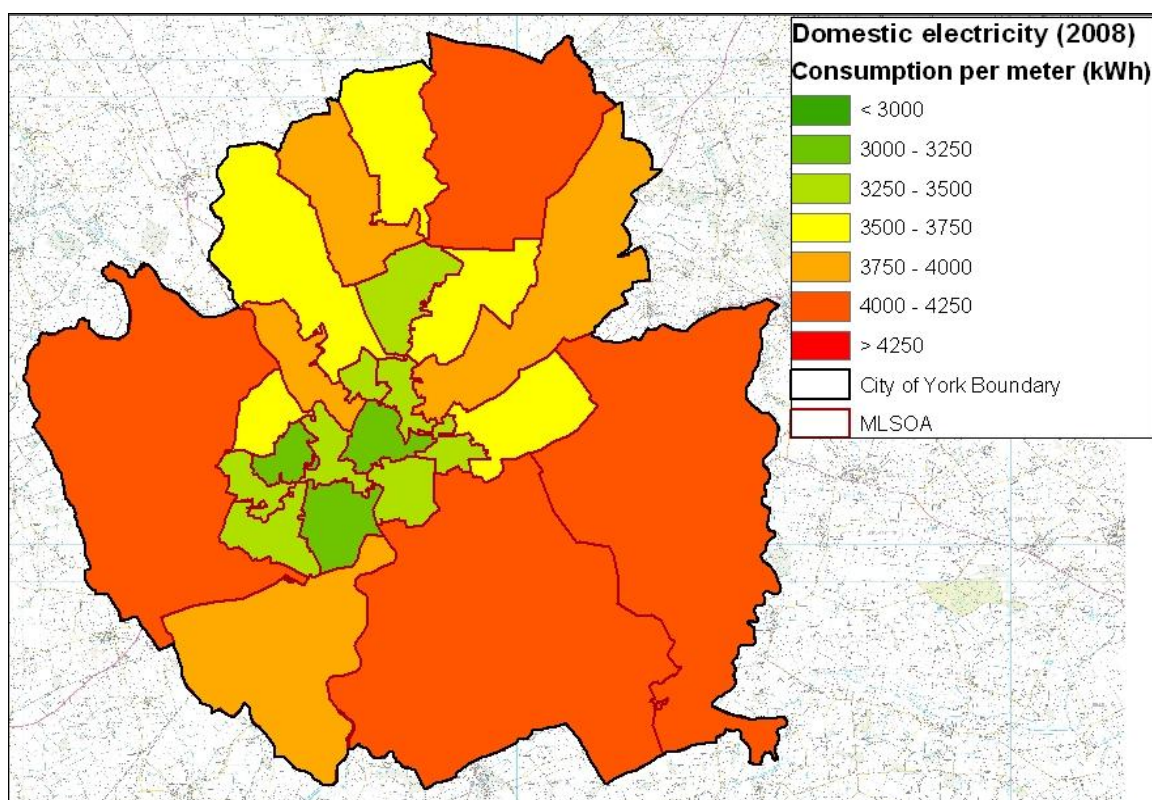 Domestic electricity (2008)
Consumption per meter (kWh)
< 3000
3000 - 3250
3250 - 3500
3500 - 3750
3750 - 4000
4000 - 4250
> 4250
City of York Boundary
MLSOA